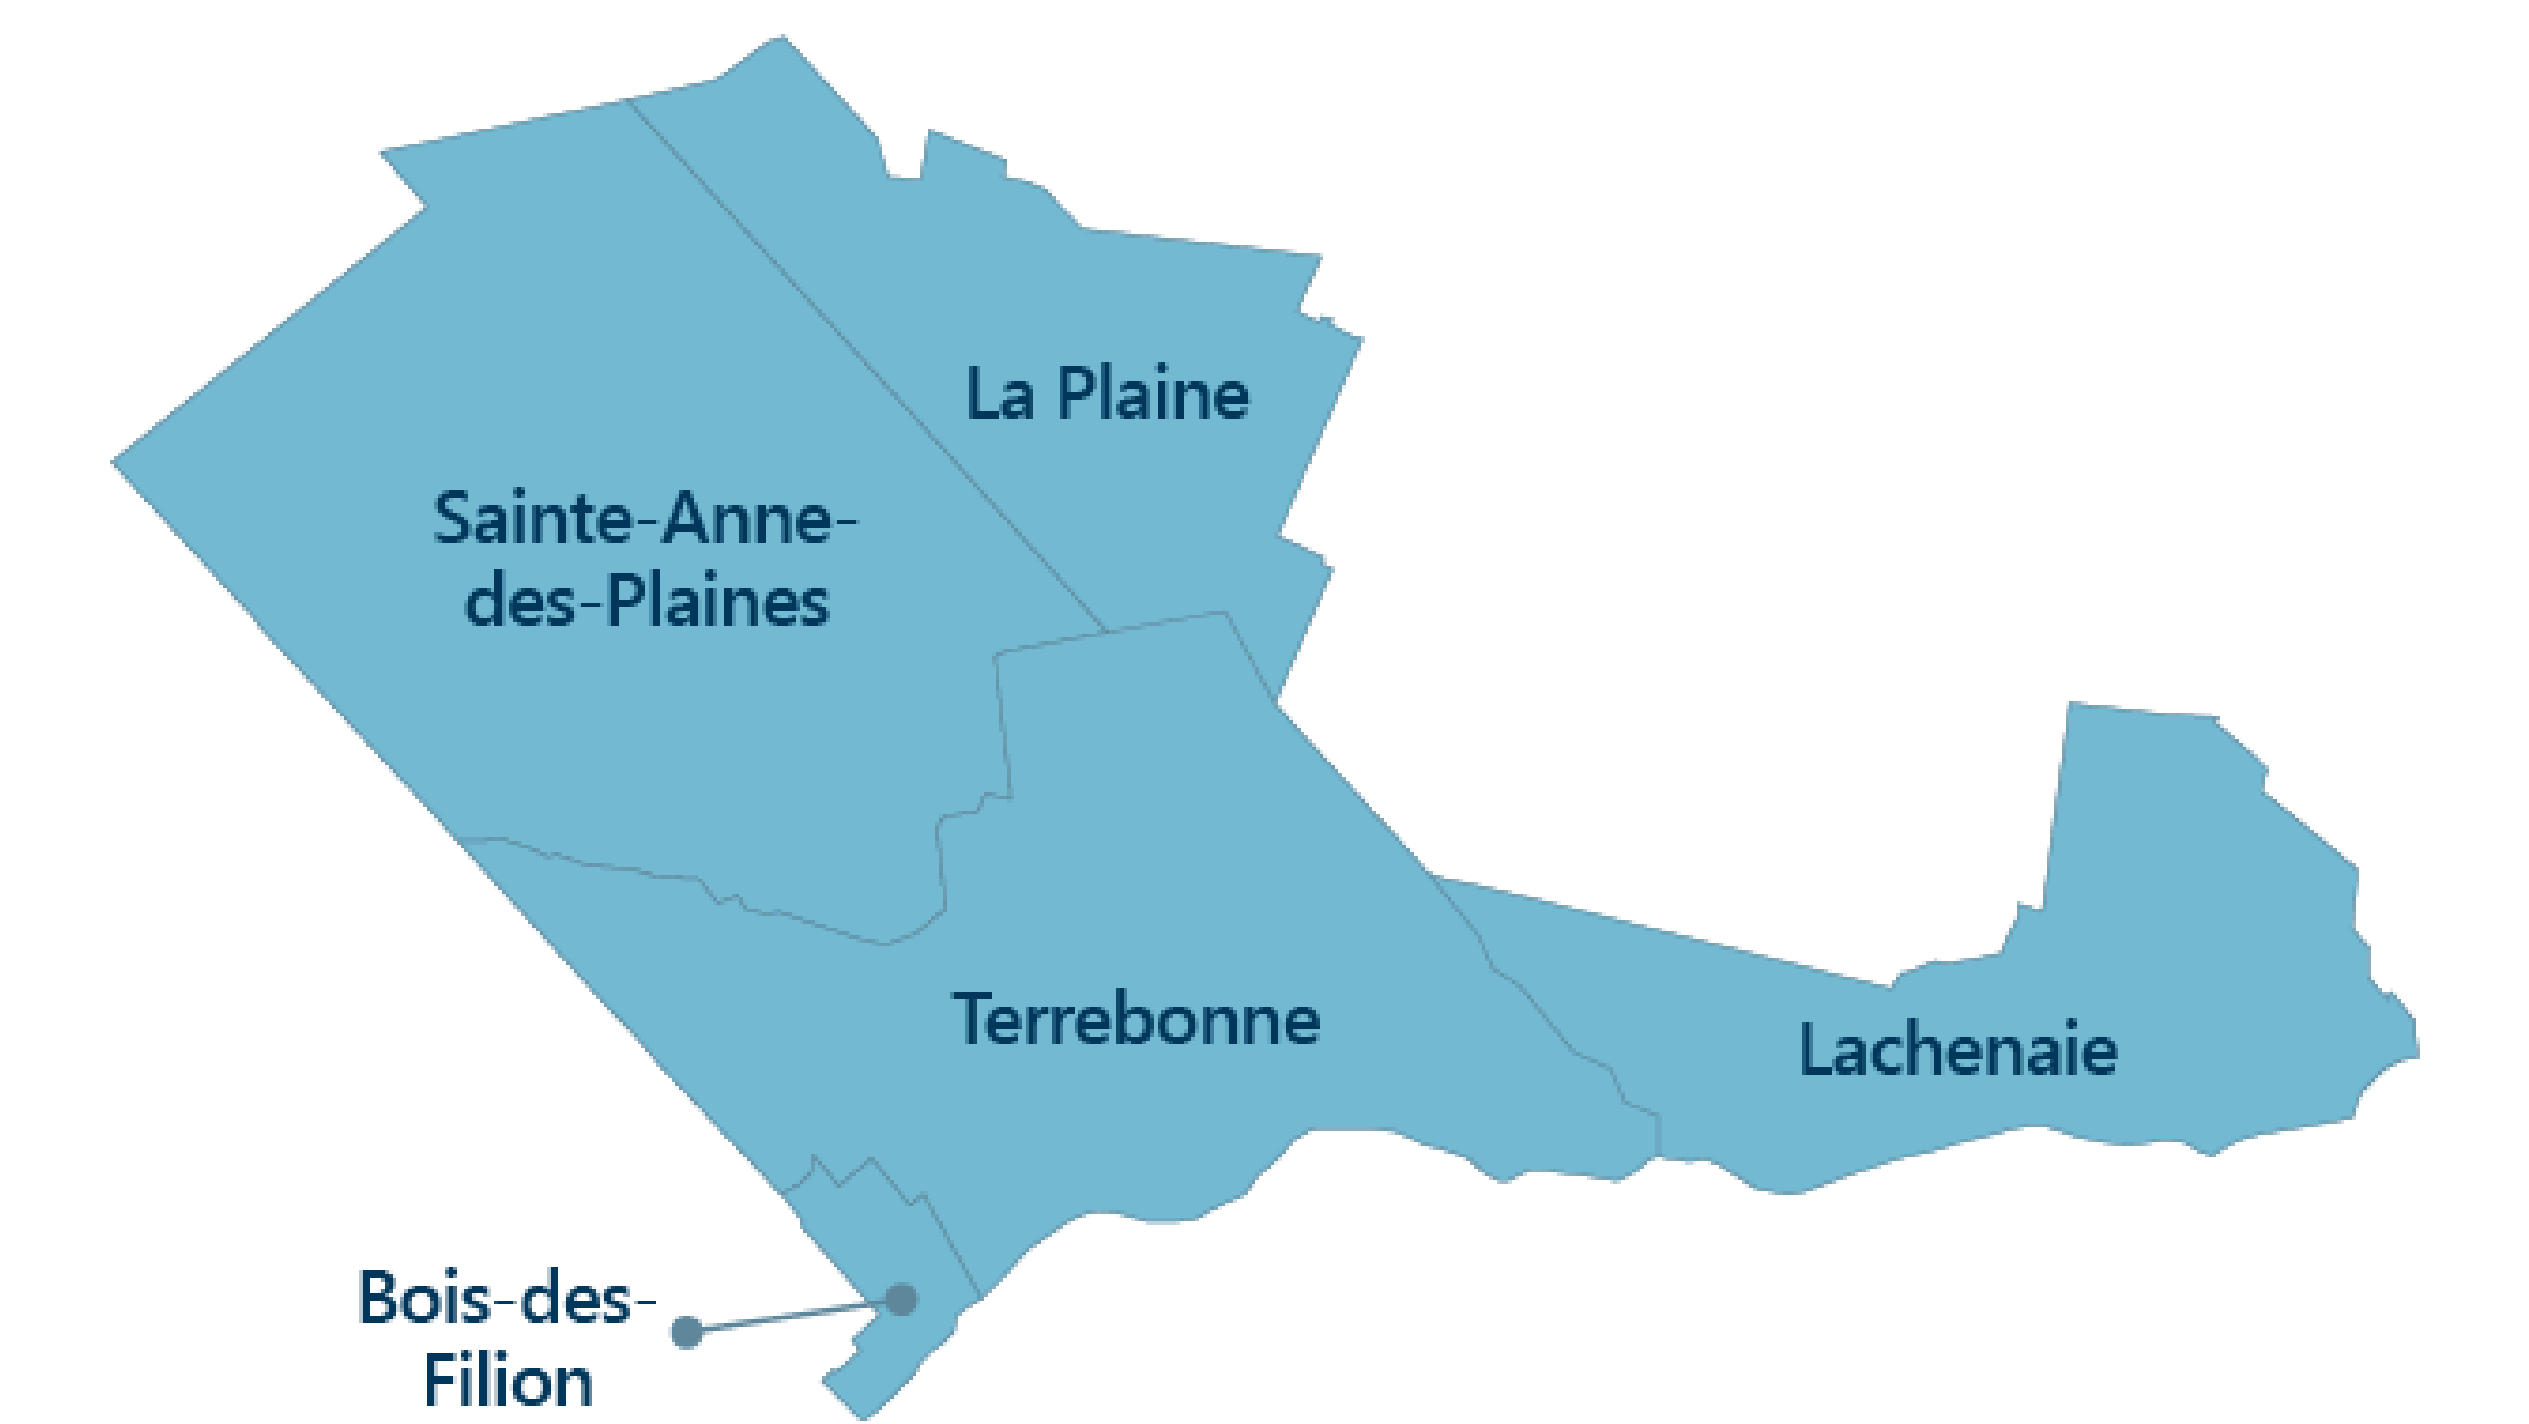 La Plaine
Sainte-Anne-
des-Plaines
Terrebonne
Lachenaie
Bois-des-
Filion